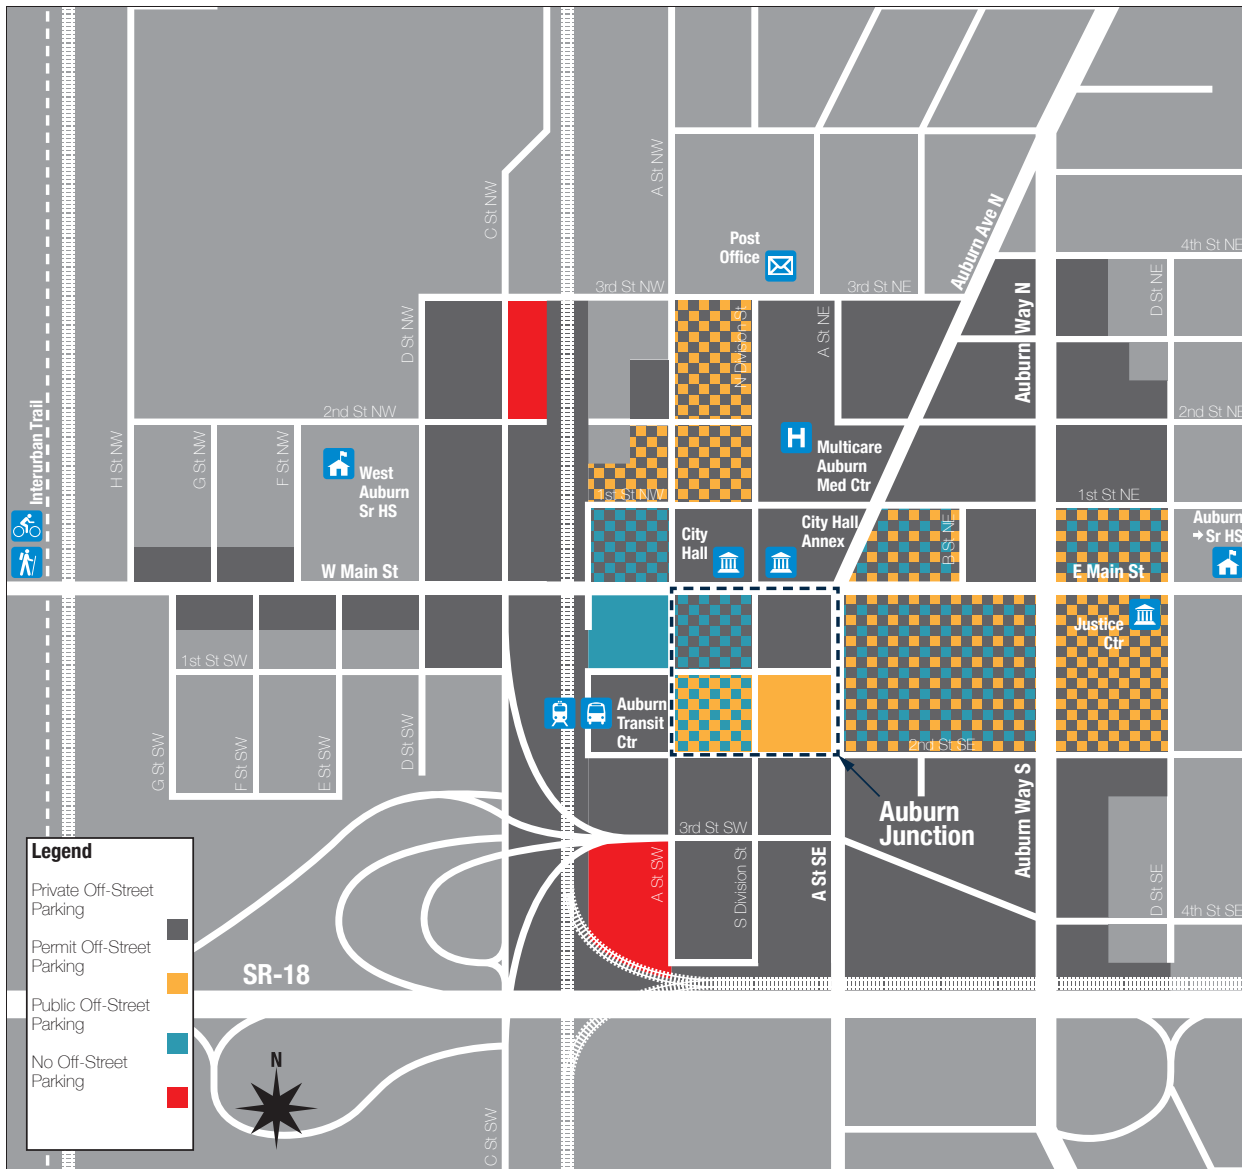 A St NW
C St NW
Auburn Ave N
4th St NE
D St NE
Post
Office
3rd St NW
3rd St NE
N Division St
A St NE
Auburn Way N
D St NW
2nd St NW
2nd St NE
Interurban Trail
H St NW
G St NW
F St NW
West
Auburn
Sr HS
H
Multicare
Auburn
Med Ctr
1st St NW
1st St NE
City
Hall
City Hall
Annex
B St NE
Auburn
Sr HS
W Main St
E Main St
Justice
Ctr
1st St SW
Auburn
Transit
Ctr
G St SW
F St SW
E St SW
D St SW
2nd St SE
Auburn Way S
Auburn
Junction
3rd St SW
A St SW
S Division St
A St SE
D St SE
4th St SE
SR-18
Legend
Private Off-Street
Parking
Permit Off-Street
Parking
Public Off-Street
Parking
No Off-Street
Parking
N
C St SW